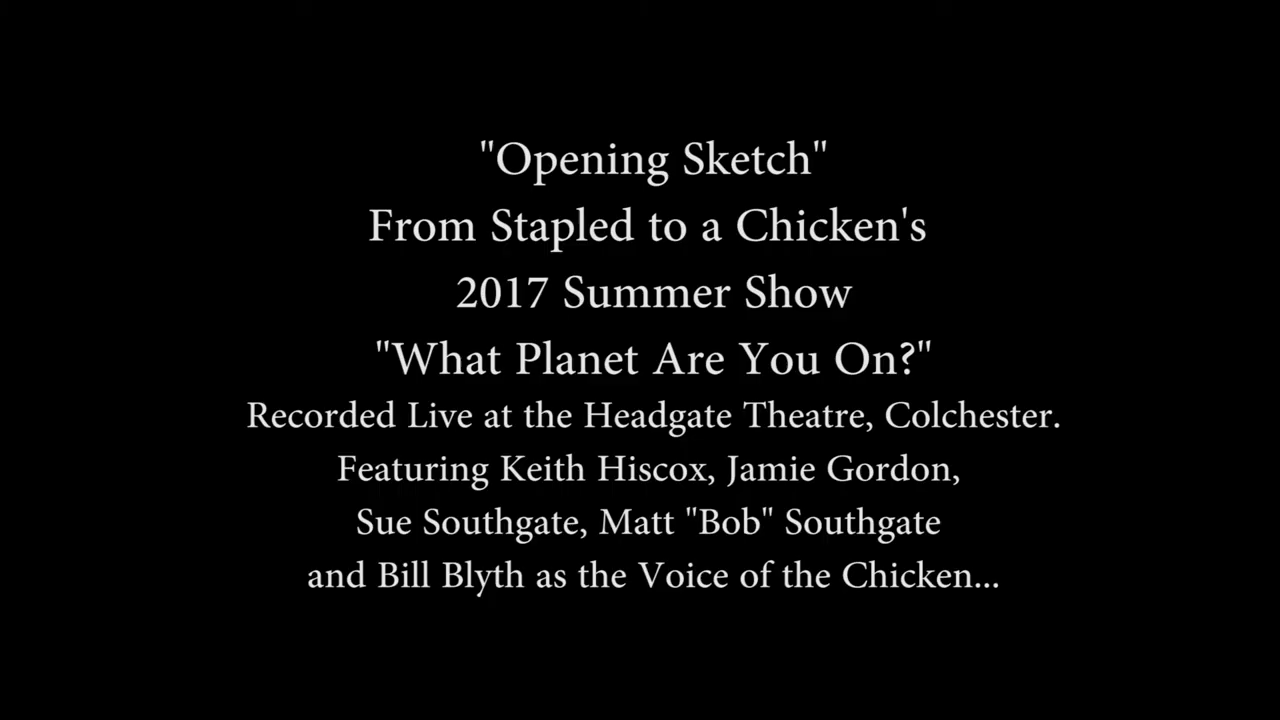 "Opening Sketch"
From Stapled to a Chicken's
2017 Summer Show
"What Planet Are You On?"
Recorded Live at the Headgate Theatre, Colchester.
Featuring Keith Hiscox, Jamie Gordon,
Sue Southgate, Matt "Bob" Southgate
and Bill Blyth as the Voice of the Chicken...